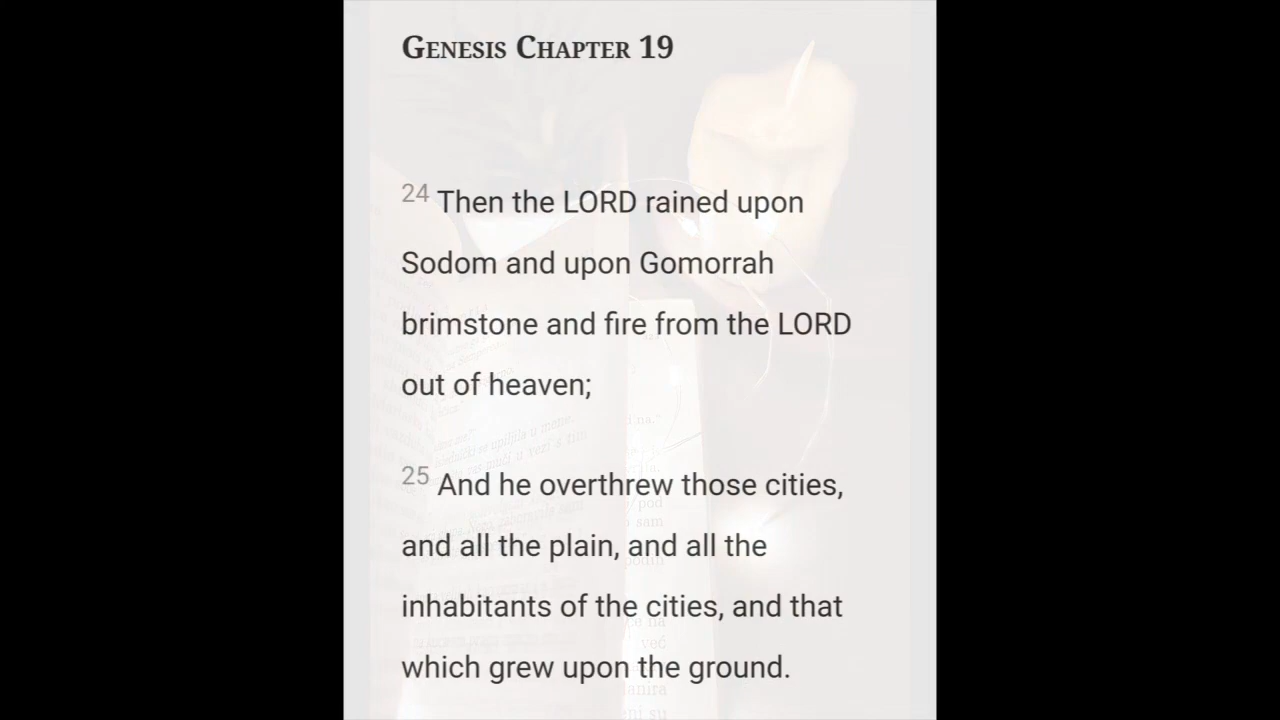 Genesis Chapter 19
24 Then the LORD rained upon
Sodom and upon Gomorrah
brimstone and fire from the LORD
out of heaven;
25 And he overthrew those cities,
and all the plain, and all the
inhabitants of the cities, and that
which grew upon the ground.